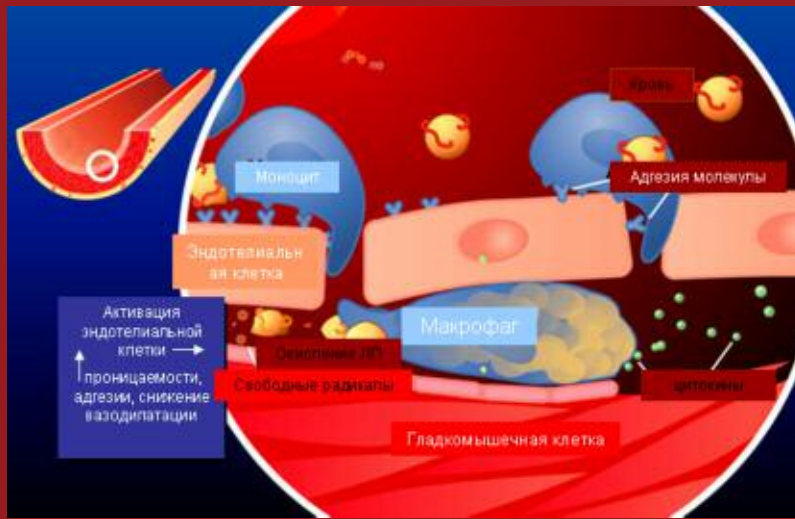 кровь
Моноцит
Адгезия молекулы
Эндотелиальн
ая клетка
Активация
эндотелиальной
клетки
проницаемости,
адгезии, снижение
вазодилатации
Макрофаг
Окисление ЛП
Свободные радикалы
цитокины
Гладкомышечная клетка